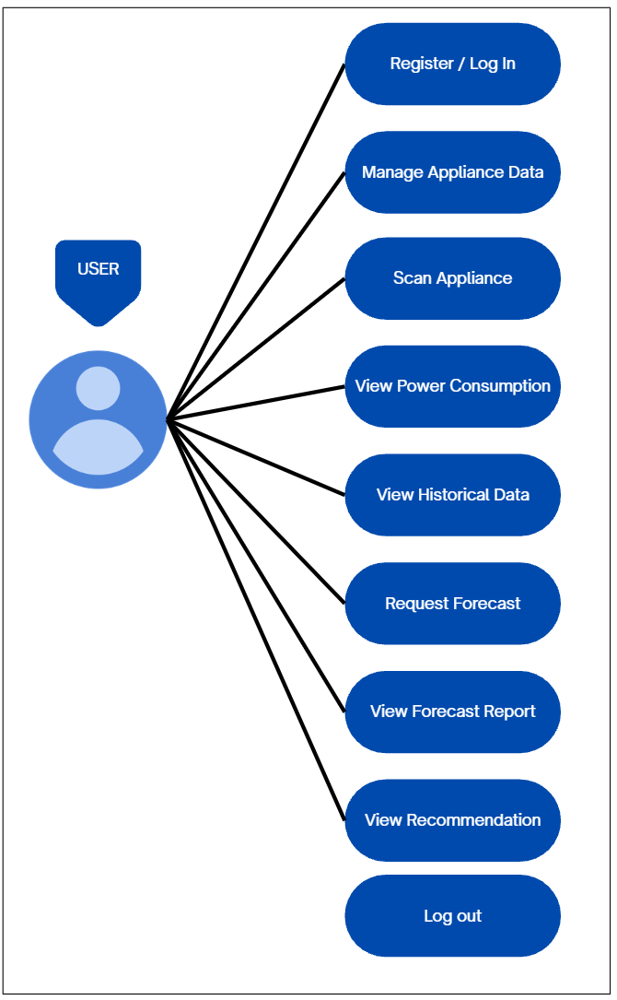 Register / Log In
Manage Appliance Data
USER
Scan Appliance
View Power Consumption
View Historical Data
Request Forecast
View Forecast Report
View Recommendation
Log out